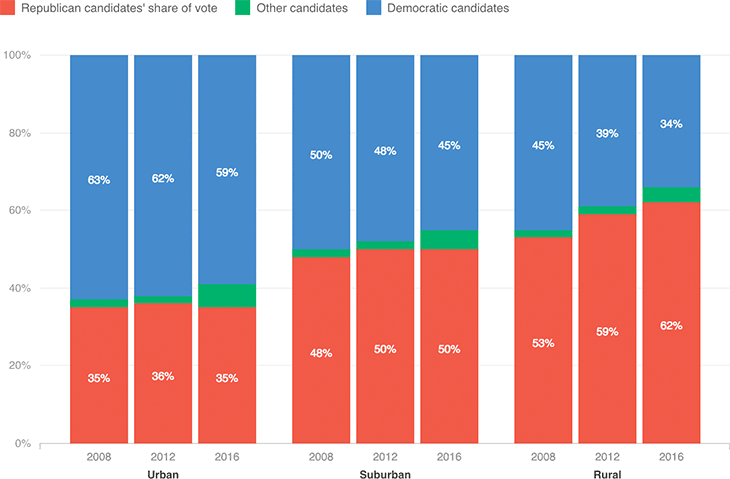 Republican candidates' share of vote Other candidates Democratic candidates
100%
80%
60%
40%
20%
0%
63% 62% 59% 50% 48% 45% 45% 39% 34%
35% 36% 35% 48% 50% 50% 53% 59% 62%
2008 2012 2016 2008 2012 2016 2008 2012 2016
Urban Suburban Rural